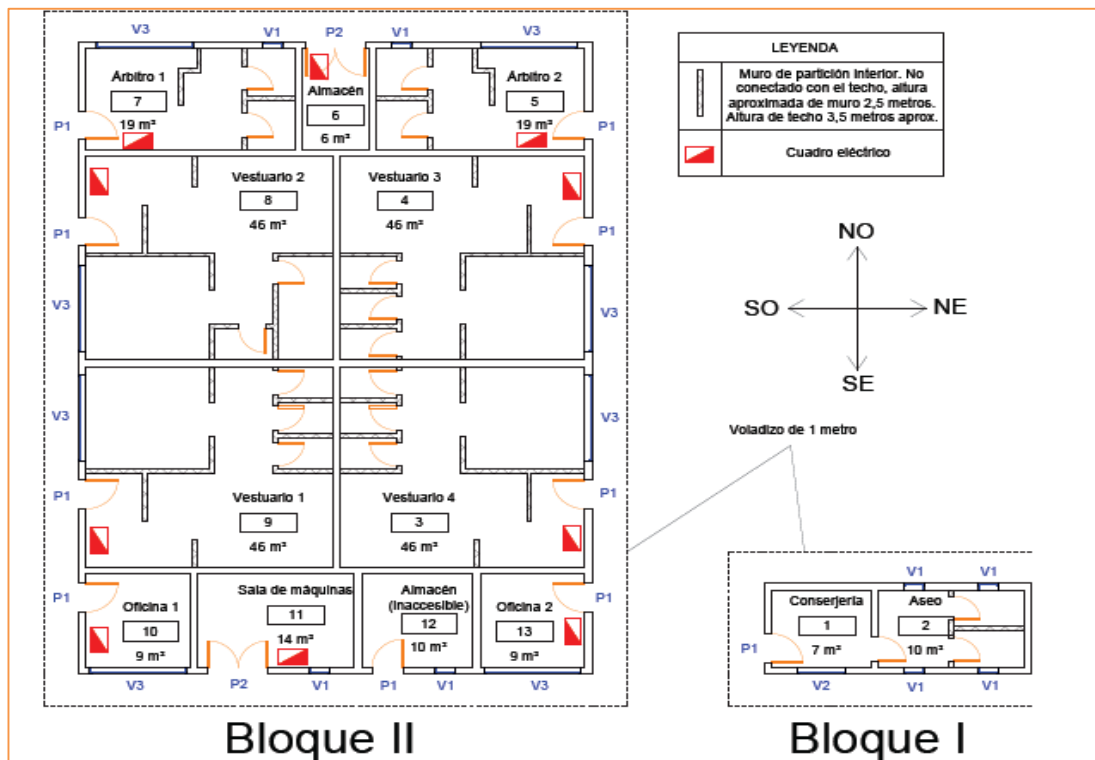 V3
V1
P2
V1
V3
Árbitro 1
7
19 m²
P1
Almacén
6
6 m²
Árbitro 2
5
19 m²
P1
Vestuario 2
8
46 m²
P1
V3
Vestuario 3
4
46 m²
P1
V3
V3
P1
Vestuario 1
9
46 m²
V3
P1
Vestuario 4
3
46 m²
P1
Oficina 1
10
9 m²
V3
Sala de máquinas
11
14 m²
P2
V1
Almacén
(Inaccesible)
12
10 m²
P1
V1
Oficina 2
13
9 m²
P1
V3
Bloque II
LEYENDA
Muro de partición interior. No
conectado con el techo, altura
aproximada de muro 2,5 metros.
Altura de techo 3,5 metros aprox.
Cuadro eléctrico
NO
SO
NE
SE
Voladizo de 1 metro
V1
V1
Conserjería
1
7 m²
P1
V2
Aseo
2
10 m²
V1
V1
Bloque I